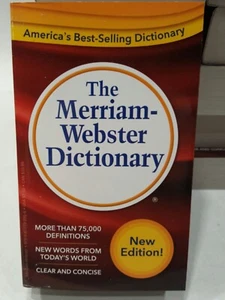 America's Best-Selling Dictionary
The
Merriam-
Webster
Dictionary
®
MORE THAN 75,000
DEFINITIONS
NEW WORDS FROM
TODAY'S WORLD
CLEAR AND CONCISE
New
Edition!